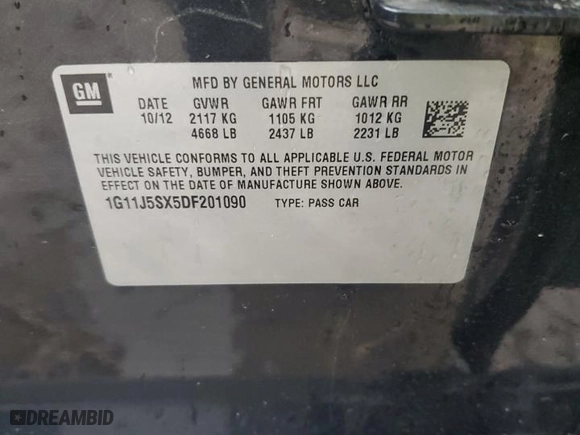 GM
MFD BY GENERAL MOTORS LLC
DATE GVWR GAWR FRT GAWR RR
10/12 2117 KG 1105 KG 1012 KG
4668 LB 2437 LB 2231 LB
THIS VEHICLE CONFORMS TO ALL APPLICABLE U.S. FEDERAL MOTOR
VEHICLE SAFETY, BUMPER, AND THEFT PREVENTION STANDARDS IN
EFFECT ON THE DATE OF MANUFACTURE SHOWN ABOVE.
1G11J5SX5DF201090 TYPE: PASS CAR
DREAMBID